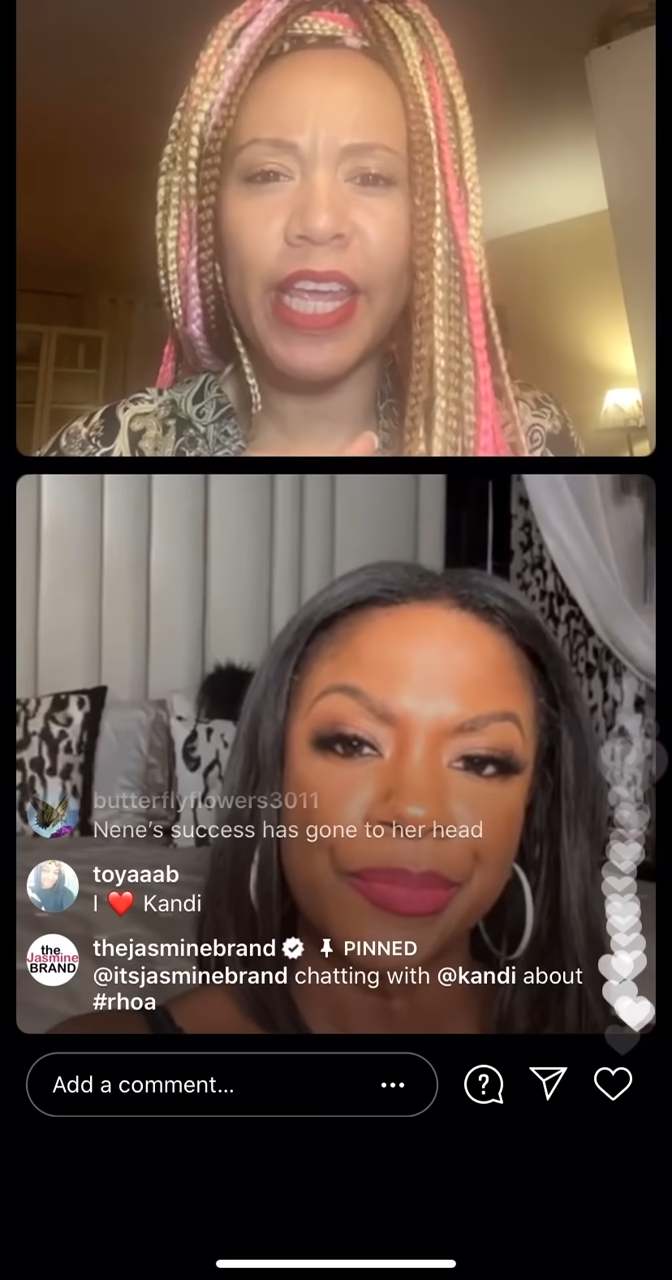 butterflyflowers3011
Nene’s success has gone to her head
toyaaab
I ❤️ Kandi
the
Jasmine
BRAND
thejasminebrand PINNED
@itsjasminebrand chatting with @kandi about
#rhoa
Add a comment...
?